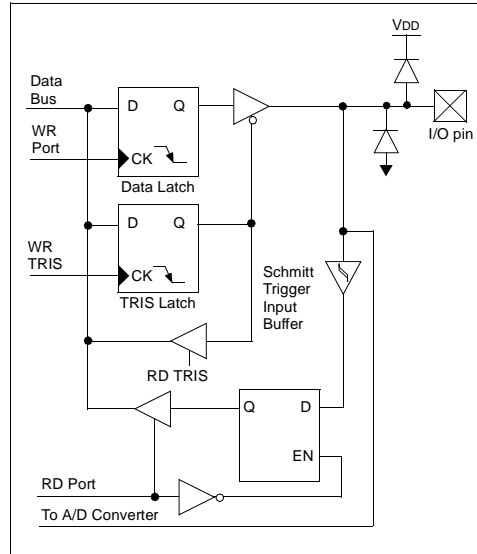 VDD
Data
Bus
D
Q
WR
Port
CK
I/O pin
Data Latch
D
Q
WR
TRIS
CK
TRIS Latch
Schmitt
Trigger
Input
Buffer
RD TRIS
Q
D
EN
RD Port
To A/D Converter